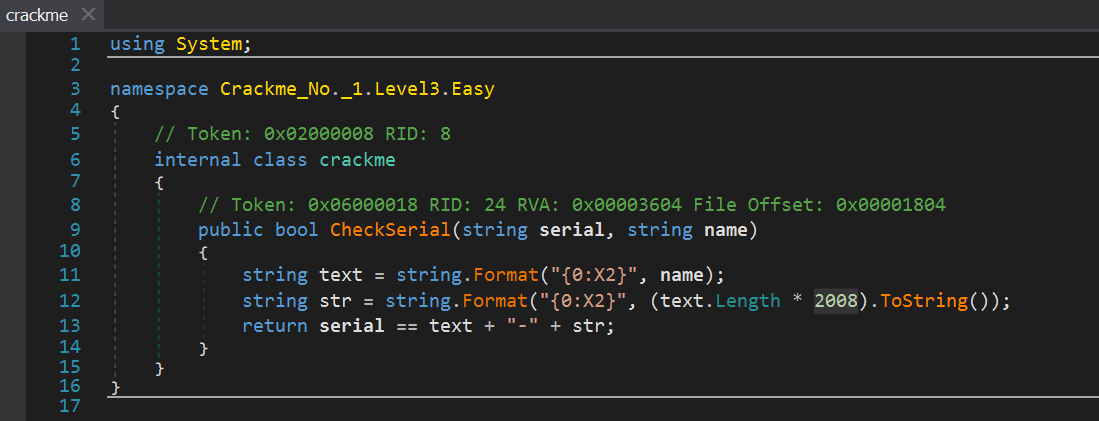 crackme
1 using System;
2
3 namespace Crackme_No._1.Level3.Easy
4 {
5 // Token: 0x02000008 RID: 8
6 internal class crackme
7 {
8 // Token: 0x06000018 RID: 24 RVA: 0x00003604 File Offset: 0x00001804
9 public bool CheckSerial(string serial, string name)
10 {
11 string text = string.Format("{0:X2}", name);
12 string str = string.Format("{0:X2}", (text.Length * 2008).ToString());
13 return serial == text + "-" + str;
14 }
15 }
16 }
17